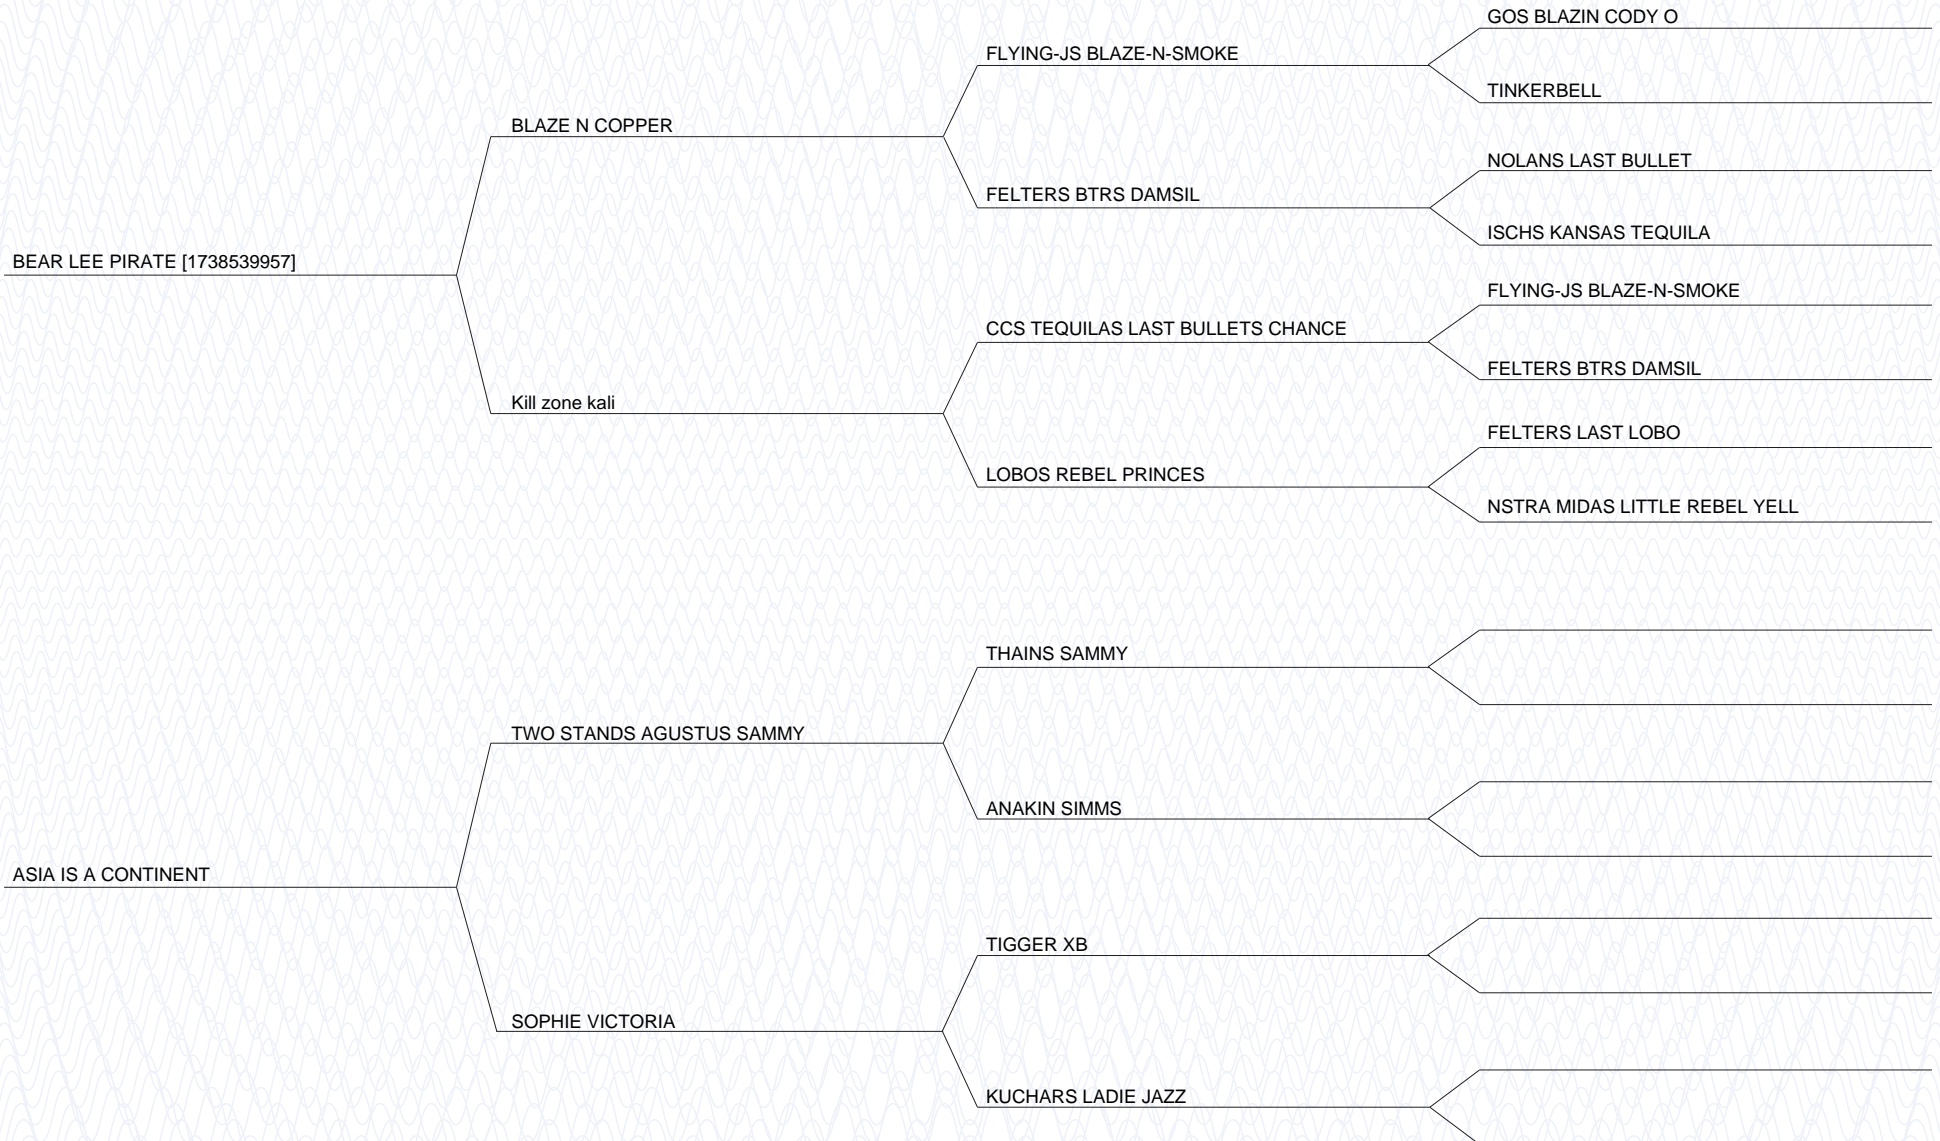 GOS BLAZIN CODY O
FLYING-JS BLAZE-N-SMOKE
TINKERBELL
BLAZE N COPPER
NOLANS LAST BULLET
FELTERS BTRS DAMSIL
ISCHS KANSAS TEQUILA
BEAR LEE PIRATE [1738539957]
FLYING-JS BLAZE-N-SMOKE
CCS TEQUILAS LAST BULLETS CHANCE
FELTERS BTRS DAMSIL
Kill zone kali
FELTERS LAST LOBO
LOBOS REBEL PRINCES
NSTRA MIDAS LITTLE REBEL YELL
THAINS SAMMY
TWO STANDS AGUSTUS SAMMY
ANAKIN SIMMS
ASIA IS A CONTINENT
TIGGER XB
SOPHIE VICTORIA
KUCHARS LADIE JAZZ